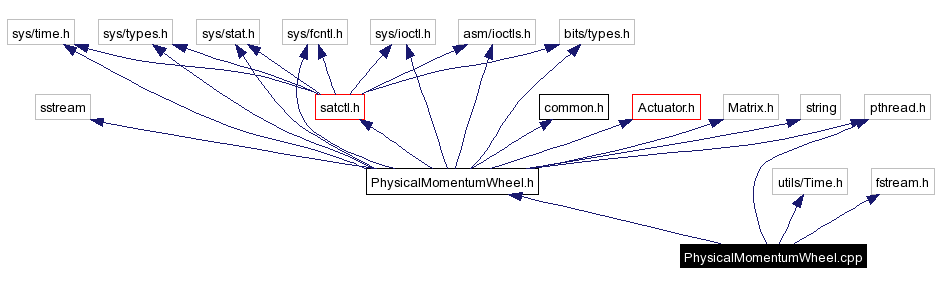 sys/time.h
sys/types.h
sys/stat.h
sys/fcntl.h
sys/ioctl.h
asm/ioctls.h
bits/types.h
sstream
satctl.h
common.h
Actuator.h
Matrix.h
string
pthread.h
PhysicalMomentumWheel.h
utils/Time.h
fstream.h
PhysicalMomentumWheel.cpp